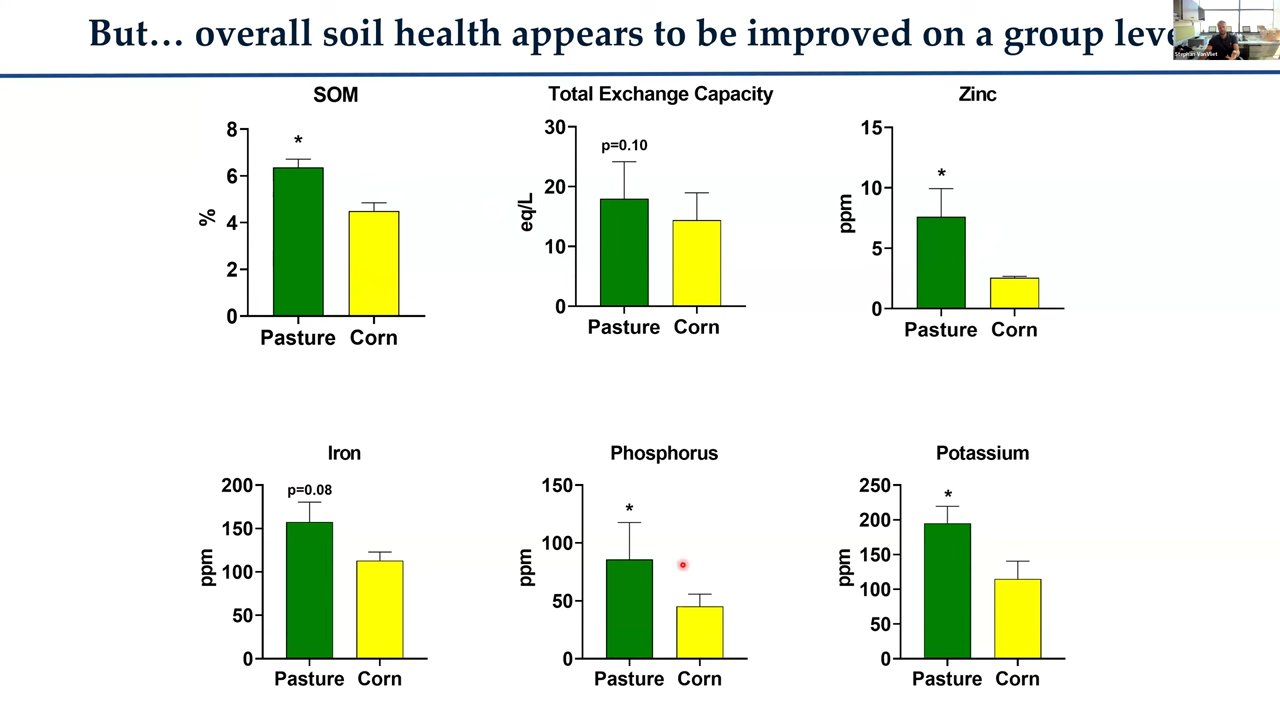 But… overall soil health appears to be improved on a group leve
Stephan VanVliet
SOM
%
8
6
4
2
0
*
Pasture Corn
Total Exchange Capacity
eq/L
30
20
10
0
p=0.10
Pasture Corn
Zinc
ppm
15
10
5
0
*
Pasture Corn
Iron
ppm
200
150
100
50
0
p=0.08
Pasture Corn
Phosphorus
ppm
150
100
50
0
*
Pasture Corn
Potassium
ppm
250
200
150
100
50
0
*
Pasture Corn